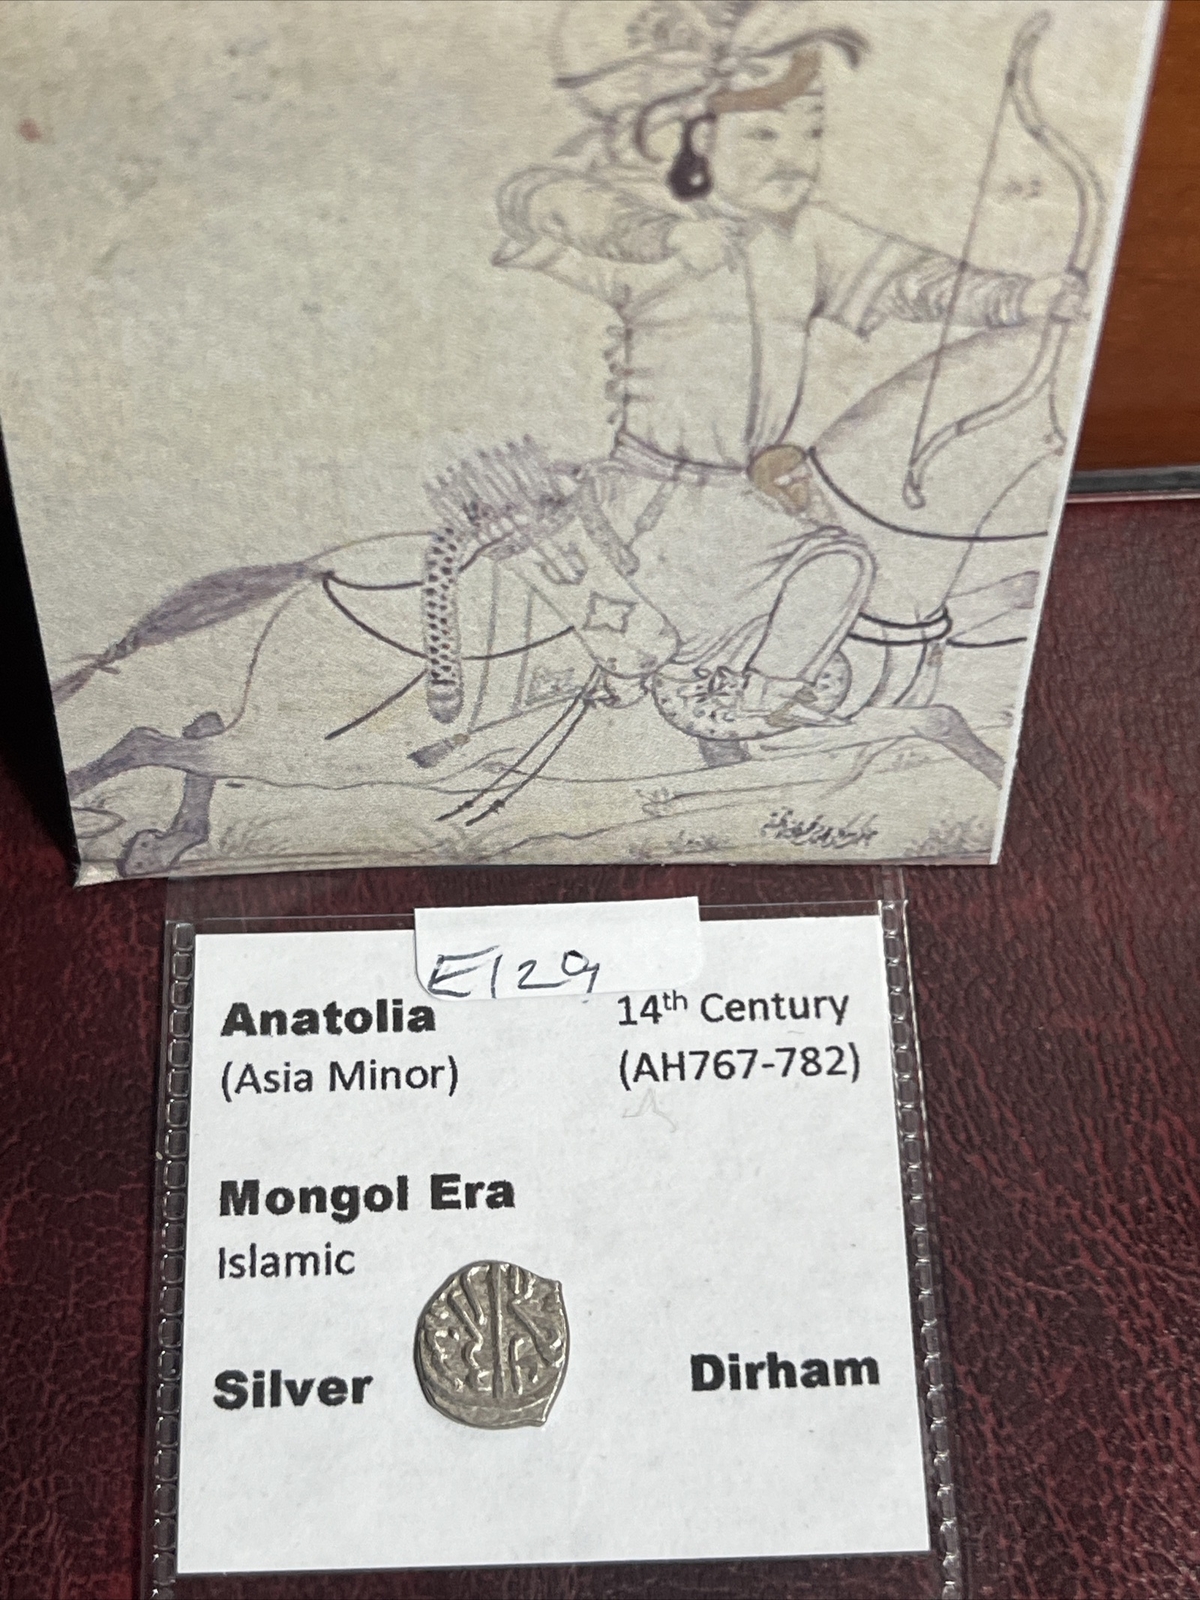 E129
Anatolia
14th Century
(Asia Minor)
(AH767-782)
Mongol Era
Islamic
Silver
Dirham